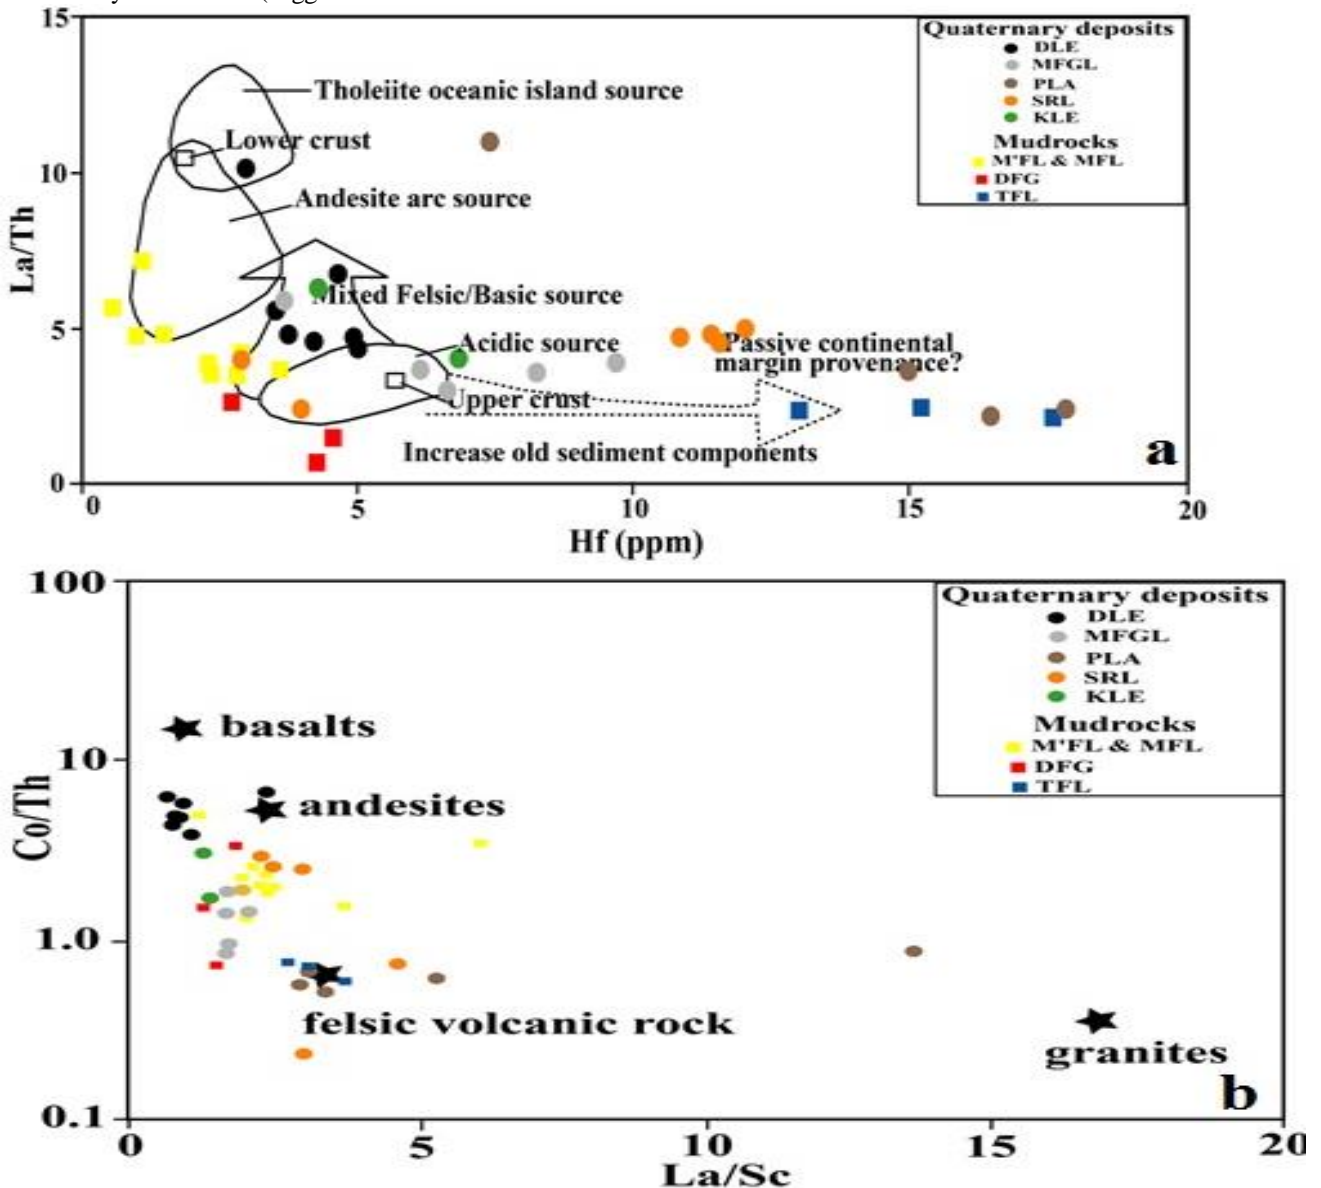 15
Quaternary deposits
DLE
MFGL
PLA
SRL
KLE
Mudrocks
M'FL & MFL
DFG
TFL
Tholeiite oceanic island source
Lower crust
10
Andesite arc source
La/Th
Mixed Felsic/Basic source
5
Acidic source
Passive continental
margin provenance?
Upper crust
Increase old sediment components
a
0
0 5 10 15 20
Hf (ppm)
100
Quaternary deposits
DLE
MFGL
PLA
SRL
KLE
Mudrocks
M'FL & MFL
DFG
TFL
basalts
10
andesites
Co/Th
1.0
felsic volcanic rock
granites
b
0.1
0 5 10 15 20
La/Sc